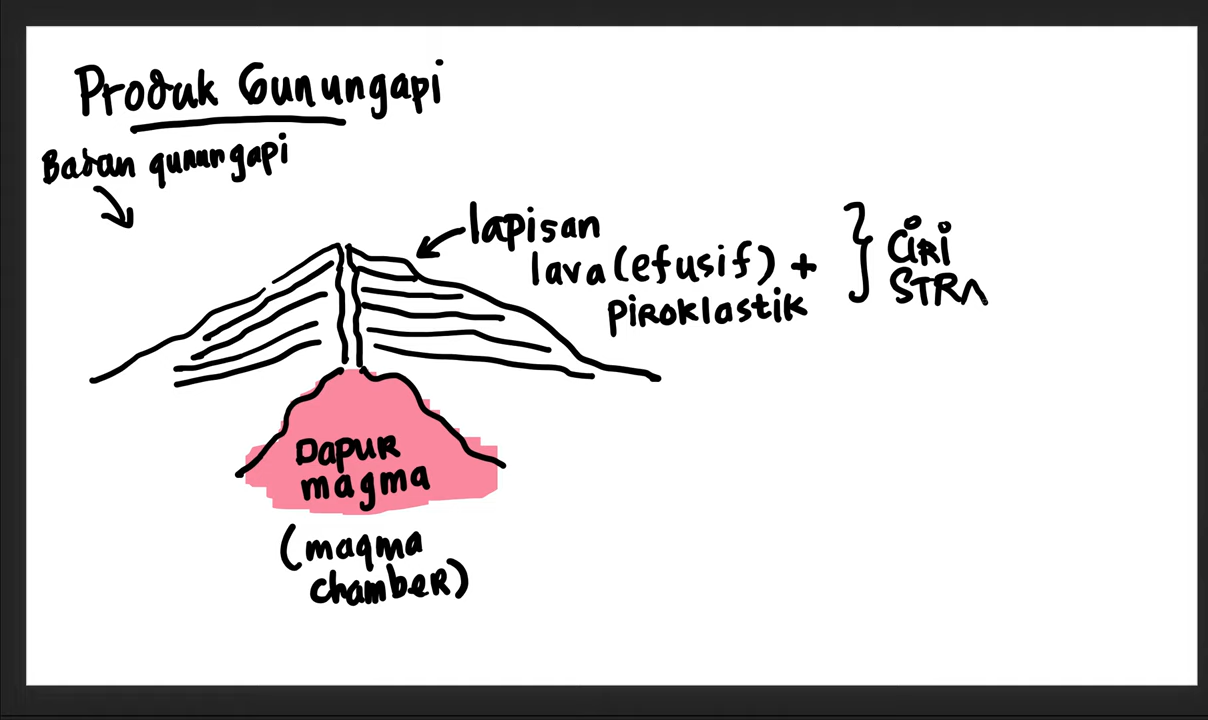 Produk Gunungapi
Badan gunungapi
lapisan
lava (efusif) +
piroklastik
CIRI
STRA
Dapur
magma
(magma
chamber)